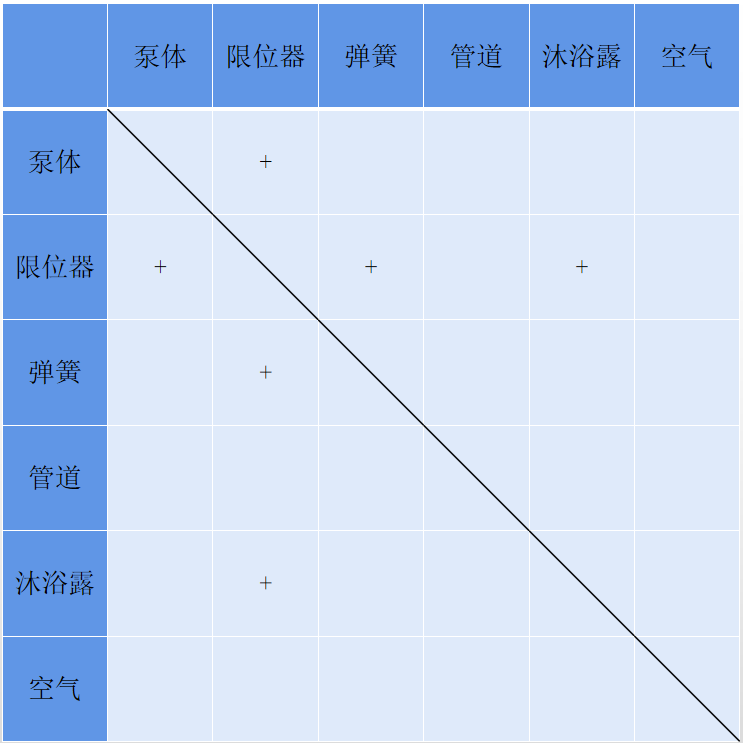 泵体 限位器 弹簧 管道 沐浴露 空气
泵体 +
限位器 + + +
弹簧 +
管道
沐浴露 +
空气